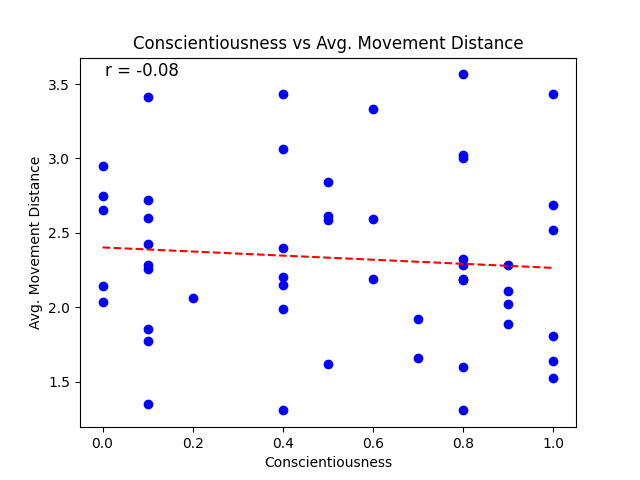 Conscientiousness vs Avg. Movement Distance
r = -0.08
Avg. Movement Distance
3.5
3.0
2.5
2.0
1.5
0.0 0.2 0.4 0.6 0.8 1.0
Conscientiousness